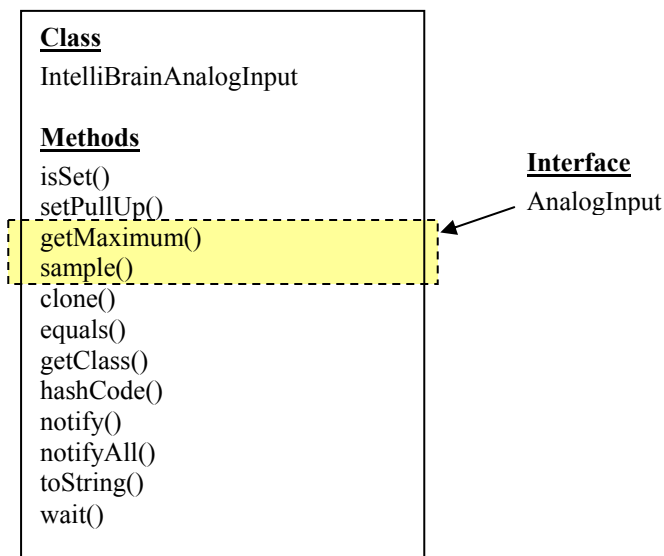 Class
IntelliBrainAnalogInput
Methods
isSet()
setPullUp()
getMaximum()
sample()
clone()
equals()
getClass()
hashCode()
notify()
notifyAll()
toString()
wait()
Interface
AnalogInput